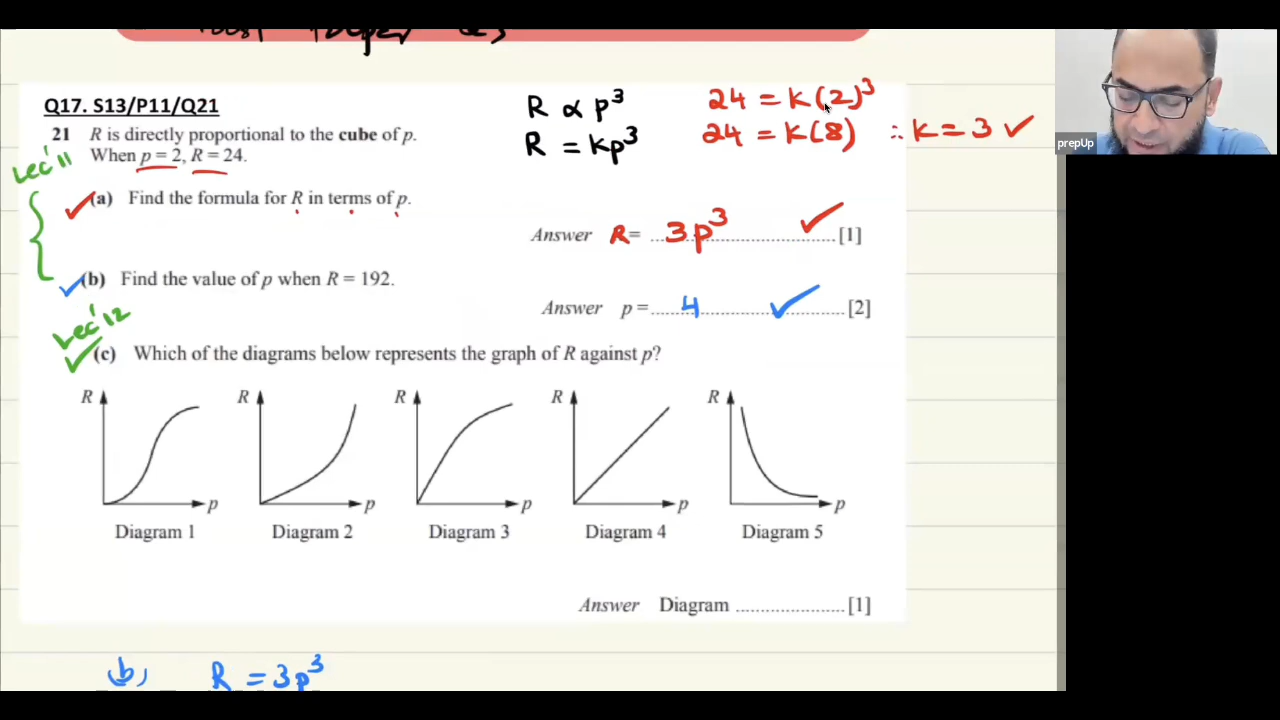 Q17. S13/P11/Q21
21 R is directly proportional to the cube of p.
When p = 2, R = 24.
R ∝ p³
R = kp³
24 = k(2)³
24 = k(8) ∴ k = 3 ✓
Lec'11
(a) Find the formula for R in terms of p.
Answer R= 3p³ [1]
(b) Find the value of p when R = 192.
Answer p = 4 [2]
Lec'12
(c) Which of the diagrams below represents the graph of R against p?
R R R R R
p p p p p
Diagram 1 Diagram 2 Diagram 3 Diagram 4 Diagram 5
Answer Diagram ...................... [1]
(b) R = 3p³
prepUp